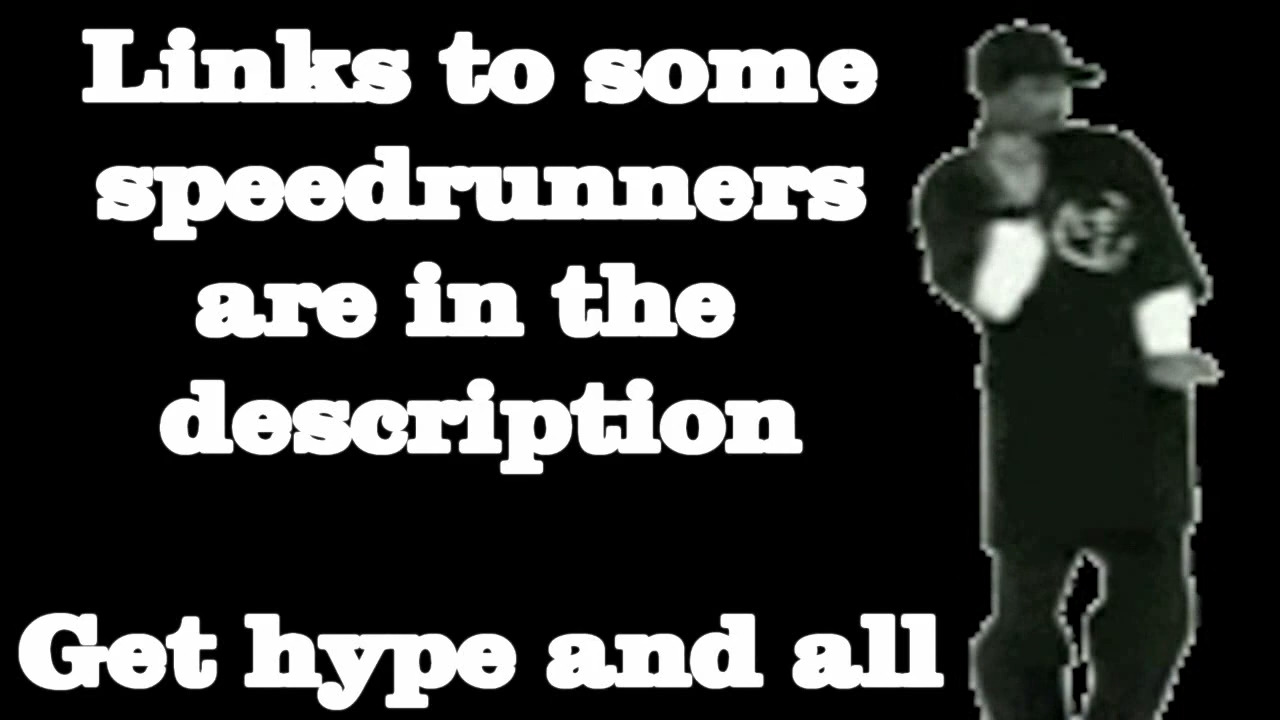 Links to some
speedrunners
are in the
description
Get hype and all